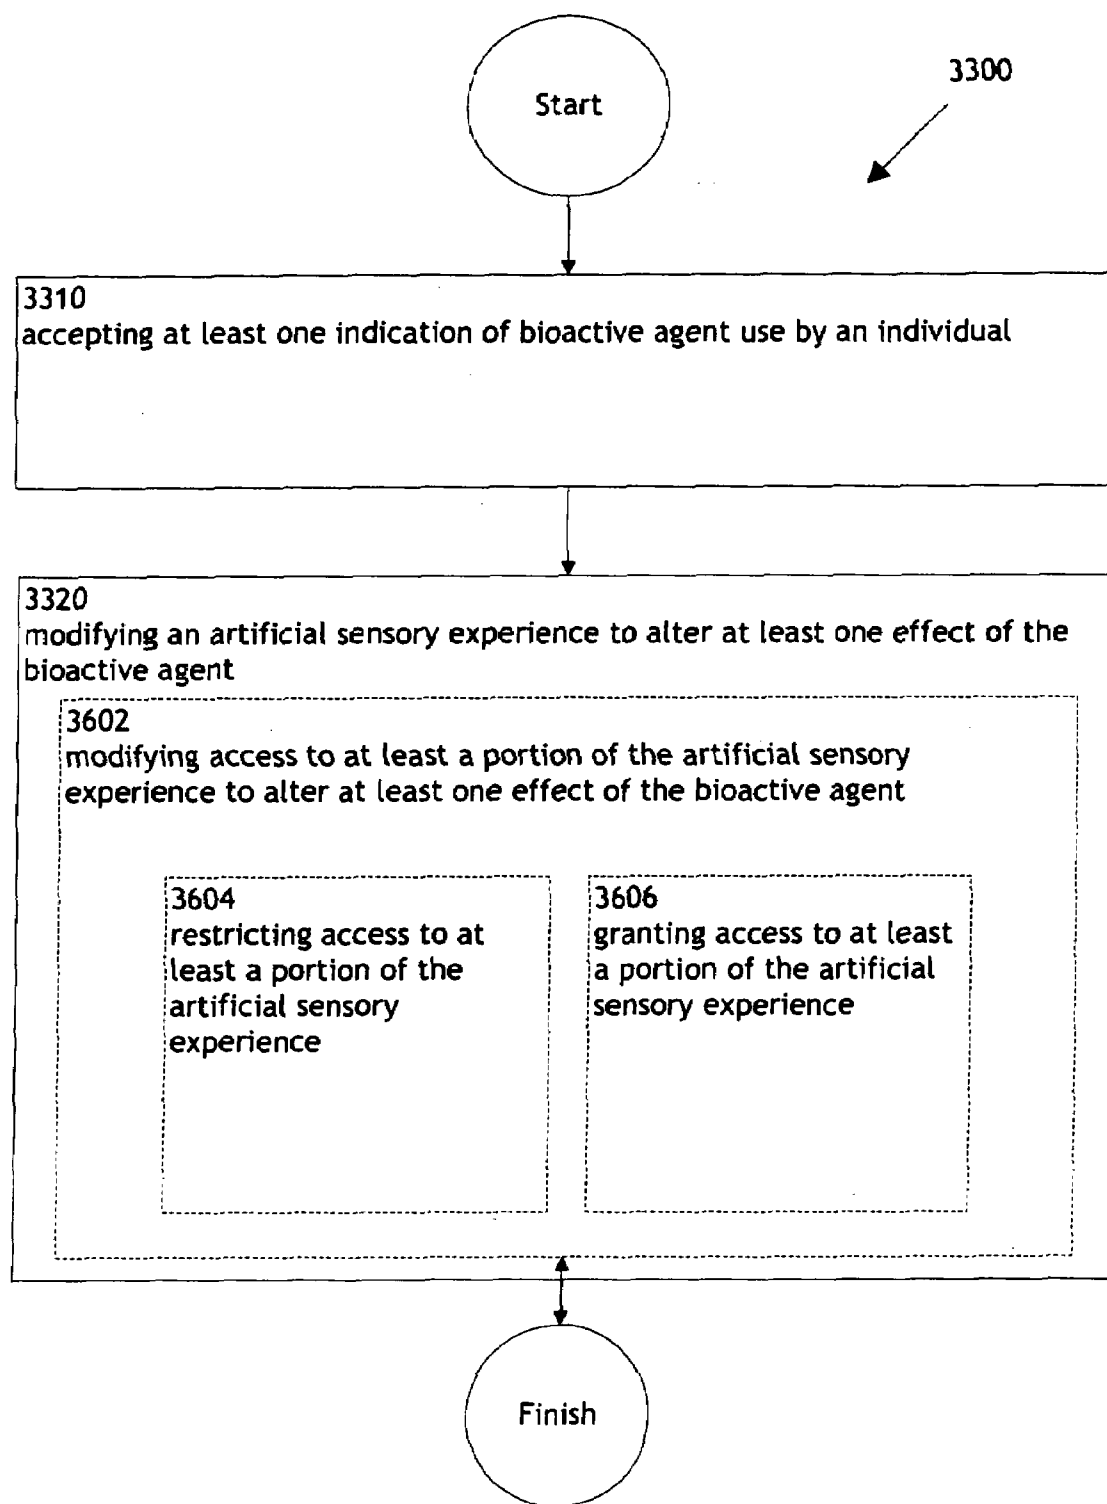 Start
3300
3310
accepting at least one indication of bioactive agent use by an individual
3320
modifying an artificial sensory experience to alter at least one effect of the
bioactive agent
3602
modifying access to at least a portion of the artificial sensory
experience to alter at least one effect of the bioactive agent
3604
restricting access to at
least a portion of the
artificial sensory
experience
3606
granting access to at least
a portion of the artificial
sensory experience
Finish